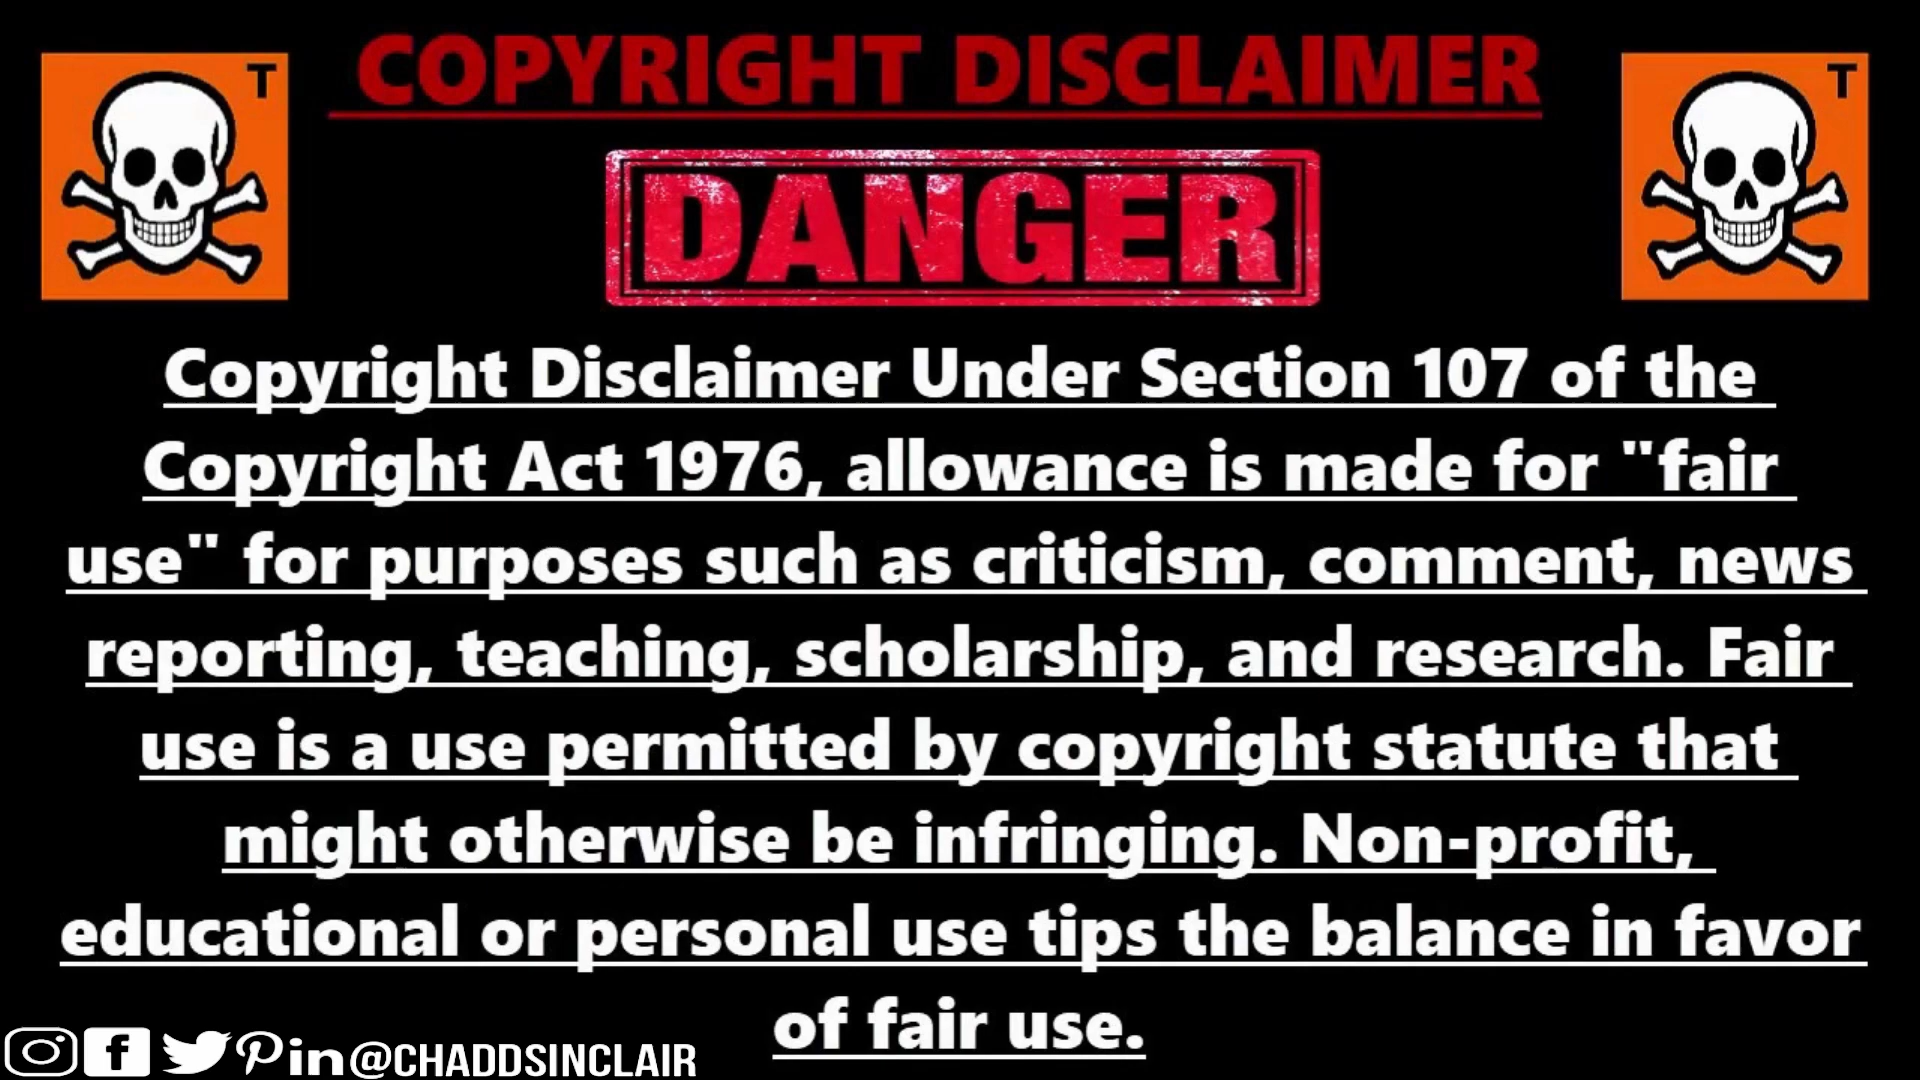 T
COPYRIGHT DISCLAIMER
T
DANGER
Copyright Disclaimer Under Section 107 of the
Copyright Act 1976, allowance is made for "fair
use" for purposes such as criticism, comment, news
reporting, teaching, scholarship, and research. Fair
use is a use permitted by copyright statute that
might otherwise be infringing. Non-profit,
educational or personal use tips the balance in favor
of fair use.
@CHADDSINCLAIR